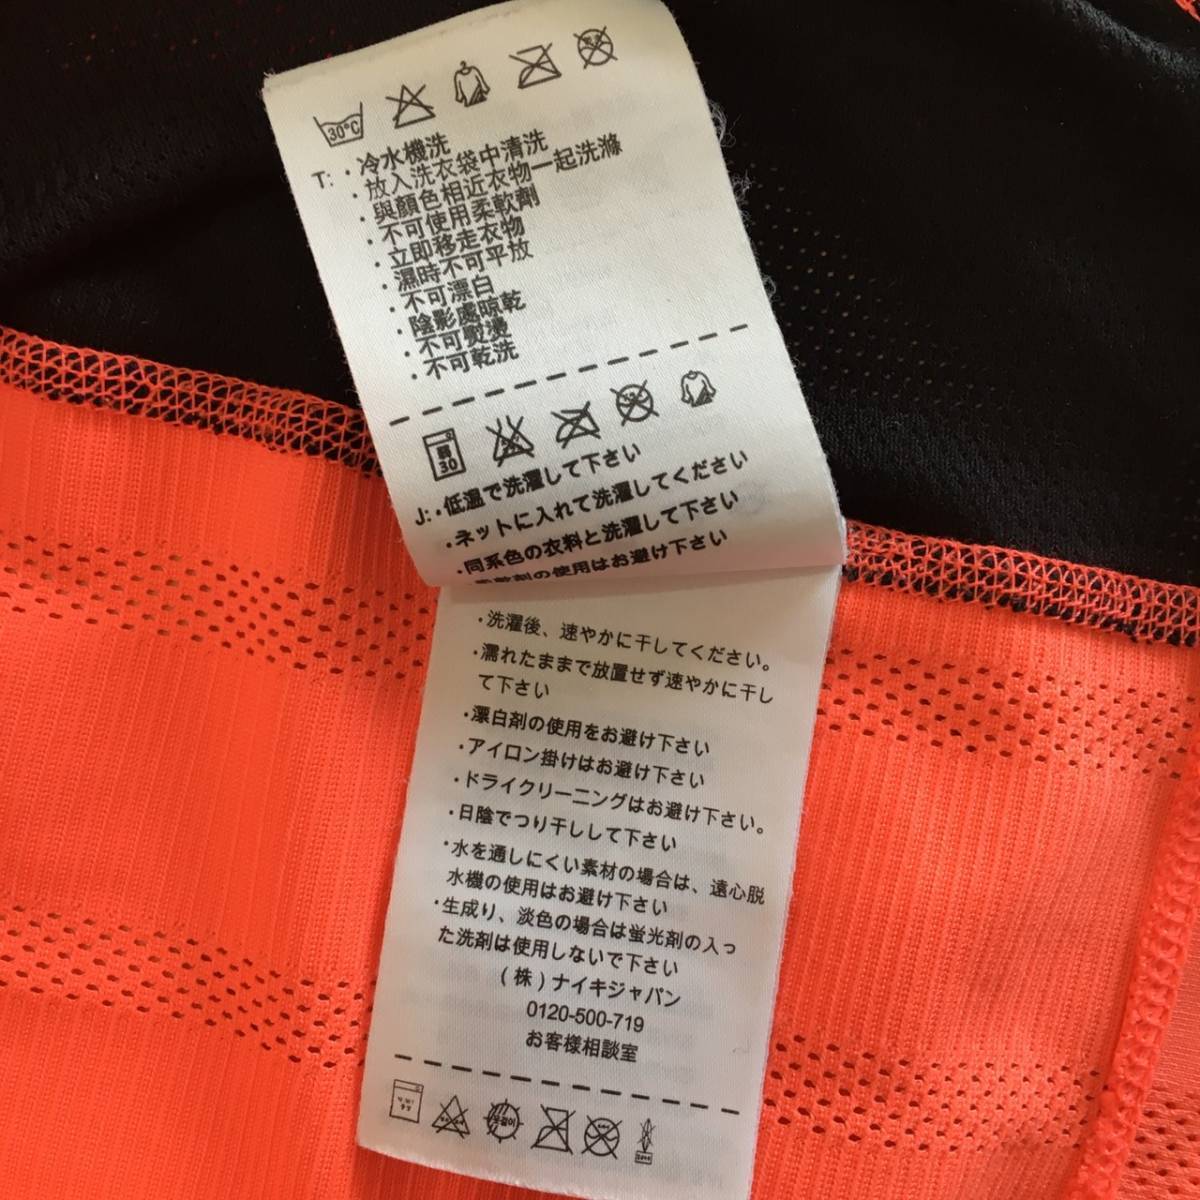 30°C
T: ·冷水機洗
·放入洗衣袋中清洗
·與顏色相近衣物一起洗滌
·不可使用柔軟劑
·立即移走衣物
·濕時不可平放
·不可漂白
·陰影處晾乾
·不可熨燙
·不可乾洗
弱
30
J: ·低温で洗濯して下さい
·ネットに入れて洗濯してください
·同系色の衣料と洗濯して下さい
剤の使用はお避け下さい
·洗濯後、速やかに干してください。
·濡れたままで放置せず速やかに干し
て下さい
·漂白剤の使用をお避け下さい
·アイロン掛けはお避け下さい
·ドライクリーニングはお避け下さい。
·日陰でつり干しして下さい
·水を通しにくい素材の場合は、遠心脱
水機の使用はお避け下さい
·生成り、淡色の場合は蛍光剤の入っ
た洗剤は使用しないで下さい
(株)ナイキジャパン
0120-500-719
お客様相談室